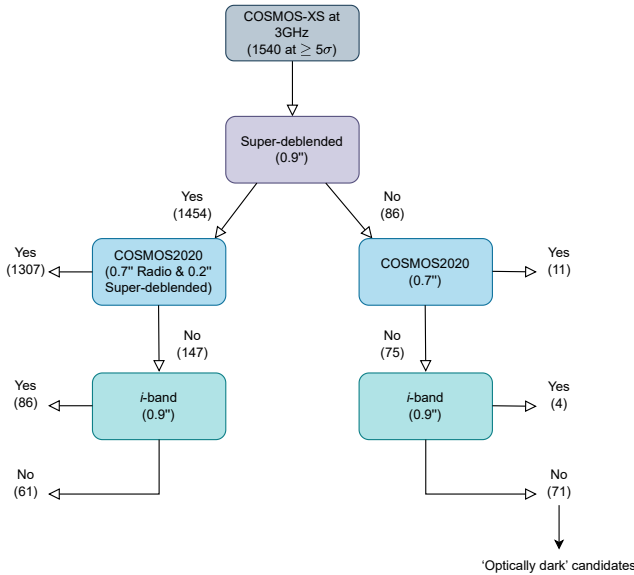 COSMOS-XS at
3GHz
(1540 at ≥ 5σ)
Super-deblended
(0.9")
Yes
(1454)
No
(86)
Yes
(1307)
COSMOS2020
(0.7" Radio & 0.2"
Super-deblended)
COSMOS2020
(0.7")
Yes
(11)
No
(147)
No
(75)
Yes
(86)
i-band
(0.9")
i-band
(0.9")
Yes
(4)
No
(61)
No
(71)
'Optically dark' candidates